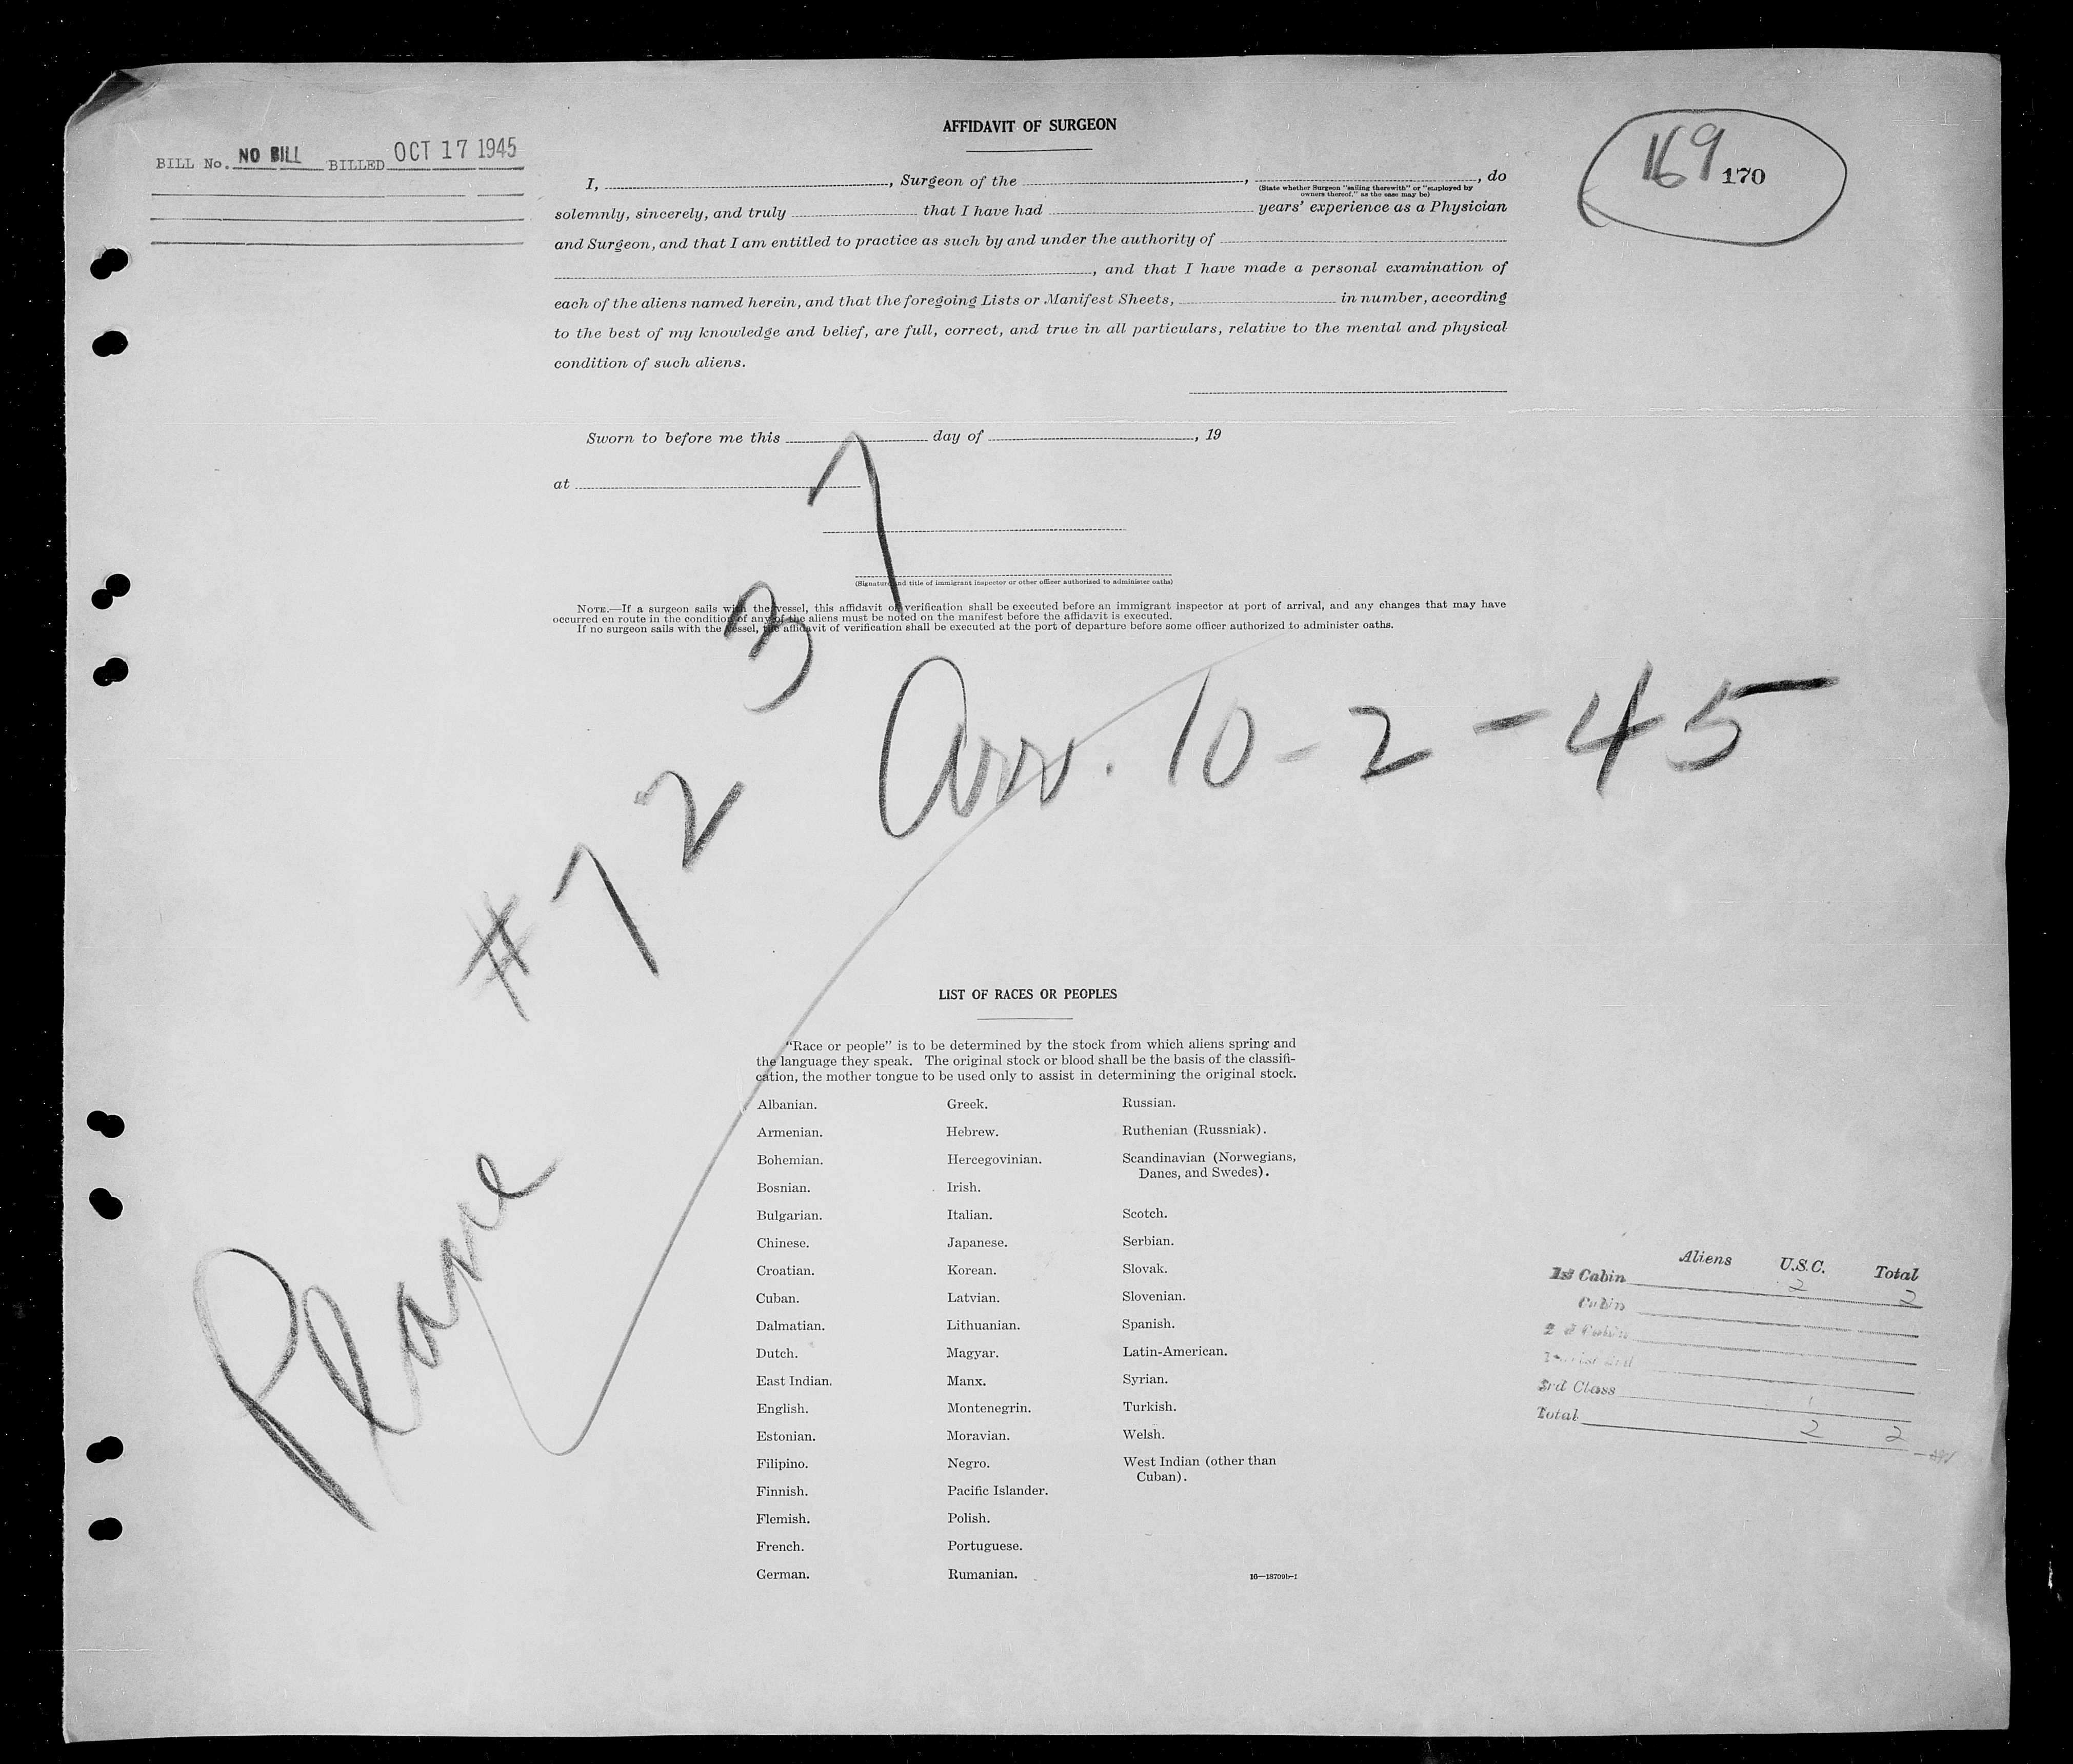 AFFIDAVIT OF SURGEON
BILL No. NO BILL BILLED OCT 17 1945
169 170
I, , Surgeon of the , , do
(State whether Surgeon "sailing therewith" or "employed by
owners thereof," as the case may be)
solemnly, sincerely, and truly that I have had years' experience as a Physician
and Surgeon, and that I am entitled to practice as such by and under the authority of
, and that I have made a personal examination of
each of the aliens named herein, and that the foregoing Lists or Manifest Sheets, in number, according
to the best of my knowledge and belief, are full, correct, and true in all particulars, relative to the mental and physical
condition of such aliens.
Sworn to before me this day of , 19
at
(Signature and title of immigrant inspector or other officer authorized to administer oaths)
NOTE.—If a surgeon sails with the vessel, this affidavit of verification shall be executed before an immigrant inspector at port of arrival, and any changes that may have
occurred en route in the condition of any of the aliens must be noted on the manifest before the affidavit is executed.
If no surgeon sails with the vessel, the affidavit of verification shall be executed at the port of departure before some officer authorized to administer oaths.
Plane #7237
Arr. 10-2-45
LIST OF RACES OR PEOPLES
"Race or people" is to be determined by the stock from which aliens spring and
the language they speak. The original stock or blood shall be the basis of the classifi-
cation, the mother tongue to be used only to assist in determining the original stock.
Albanian. Greek. Russian.
Armenian. Hebrew. Ruthenian (Russniak).
Bohemian. Hercegovinian. Scandinavian (Norwegians,
Danes, and Swedes).
Bosnian. Irish.
Bulgarian. Italian. Scotch.
Chinese. Japanese. Serbian.
Croatian. Korean. Slovak.
Cuban. Latvian. Slovenian.
Dalmatian. Lithuanian. Spanish.
Dutch. Magyar. Latin-American.
East Indian. Manx. Syrian.
English. Montenegrin. Turkish.
Estonian. Moravian. Welsh.
Filipino. Negro. West Indian (other than
Cuban).
Finnish. Pacific Islander.
Flemish. Polish.
French. Portuguese.
German. Rumanian.
16—18709b-1
Aliens U.S.C. Total
1st Cabin 2 2
Cabin
2 d Cabin
3rd Class
Total 2 2